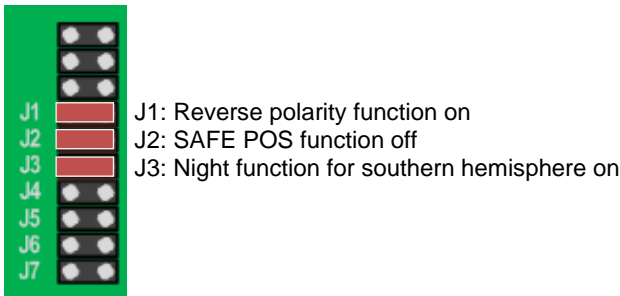 J1 J1: Reverse polarity function on
J2 J2: SAFE POS function off
J3 J3: Night function for southern hemisphere on
J4
J5
J6
J7